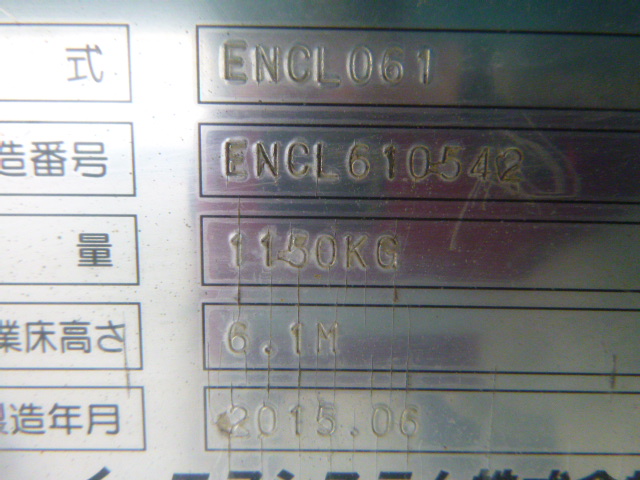 式 ENCL061
造番号 ENCL610542
量 1150KG
業床高さ 6.1M
製造年月 2015.06